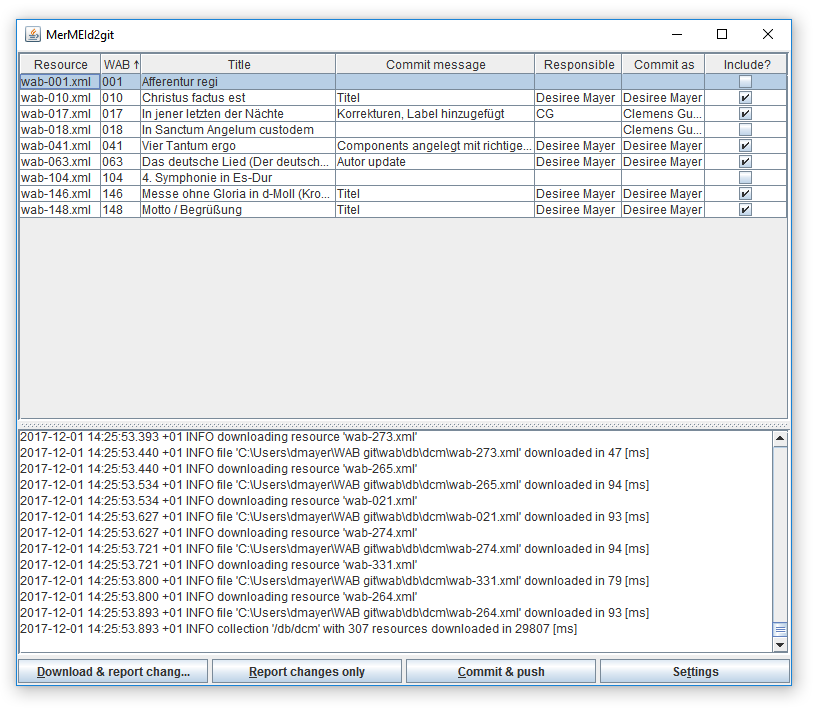 MerMEId2git
Resource WAB ↑ Title Commit message Responsible Commit as Include?
wab-001.xml 001 Afferentur regi
wab-010.xml 010 Christus factus est Titel Desiree Mayer Desiree Mayer
wab-017.xml 017 In jener letzten der Nächte Korrekturen, Label hinzugefügt CG Clemens Gu...
wab-018.xml 018 In Sanctum Angelum custodem Clemens Gu...
wab-041.xml 041 Vier Tantum ergo Components angelegt mit richtige... Desiree Mayer Desiree Mayer
wab-063.xml 063 Das deutsche Lied (Der deutsch... Autor update Desiree Mayer Desiree Mayer
wab-104.xml 104 4. Symphonie in Es-Dur
wab-146.xml 146 Messe ohne Gloria in d-Moll (Kro... Titel Desiree Mayer Desiree Mayer
wab-148.xml 148 Motto / Begrüßung Titel Desiree Mayer Desiree Mayer
2017-12-01 14:25:53.393 +01 INFO downloading resource 'wab-273.xml'
2017-12-01 14:25:53.440 +01 INFO file 'C:\Users\dmayer\WAB git\wab\db\dcm\wab-273.xml' downloaded in 47 [ms]
2017-12-01 14:25:53.440 +01 INFO downloading resource 'wab-265.xml'
2017-12-01 14:25:53.534 +01 INFO file 'C:\Users\dmayer\WAB git\wab\db\dcm\wab-265.xml' downloaded in 94 [ms]
2017-12-01 14:25:53.534 +01 INFO downloading resource 'wab-021.xml'
2017-12-01 14:25:53.627 +01 INFO file 'C:\Users\dmayer\WAB git\wab\db\dcm\wab-021.xml' downloaded in 93 [ms]
2017-12-01 14:25:53.627 +01 INFO downloading resource 'wab-274.xml'
2017-12-01 14:25:53.721 +01 INFO file 'C:\Users\dmayer\WAB git\wab\db\dcm\wab-274.xml' downloaded in 94 [ms]
2017-12-01 14:25:53.721 +01 INFO downloading resource 'wab-331.xml'
2017-12-01 14:25:53.800 +01 INFO file 'C:\Users\dmayer\WAB git\wab\db\dcm\wab-331.xml' downloaded in 79 [ms]
2017-12-01 14:25:53.800 +01 INFO downloading resource 'wab-264.xml'
2017-12-01 14:25:53.893 +01 INFO file 'C:\Users\dmayer\WAB git\wab\db\dcm\wab-264.xml' downloaded in 93 [ms]
2017-12-01 14:25:53.893 +01 INFO collection '/db/dcm' with 307 resources downloaded in 29807 [ms]
Download & report chang... Report changes only Commit & push Settings